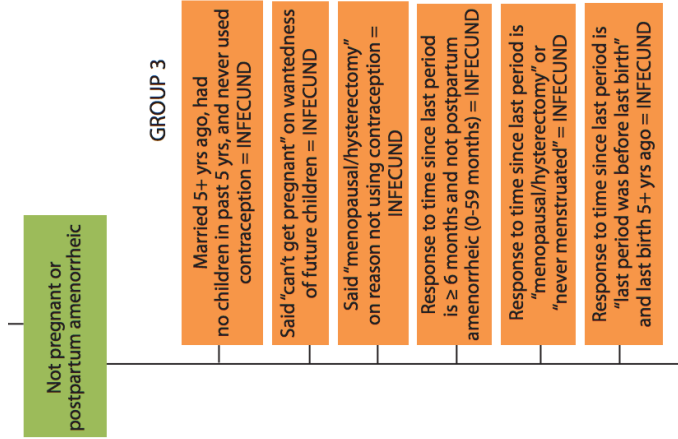 Not pregnant or
postpartum amenorrheic
GROUP 3
Married 5+ yrs ago, had
no children in past 5 yrs, and never used
contraception = INFECUND
Said "can't get pregnant" on wantedness
of future children = INFECUND
Said "menopausal/hysterectomy"
on reason not using contraception =
INFECUND
Response to time since last period
is ≥ 6 months and not postpartum
amenorrheic (0-59 months) = INFECUND
Response to time since last period is
"menopausal/hysterectomy" or
"never menstruated" = INFECUND
Response to time since last period is
"last period was before last birth"
and last birth 5+ yrs ago = INFECUND